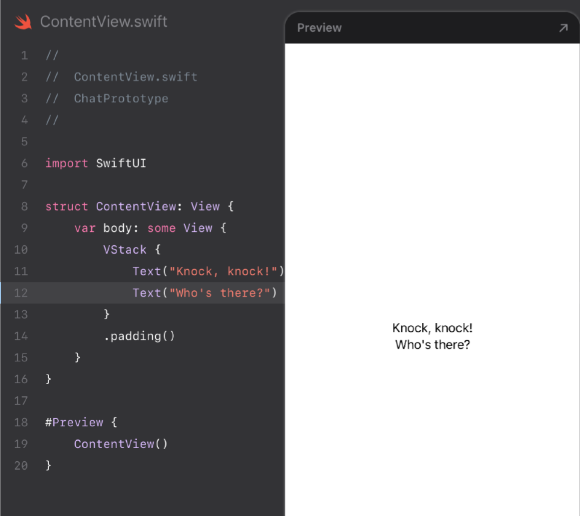 ContentView.swift
1 //
2 //  ContentView.swift
3 //  ChatPrototype
4 //
5
6 import SwiftUI
7
8 struct ContentView: View {
9     var body: some View {
10         VStack {
11             Text("Knock, knock!")
12             Text("Who's there?")
13         }
14         .padding()
15     }
16 }
17
18 #Preview {
19     ContentView()
20 }
Preview
Knock, knock!
Who's there?